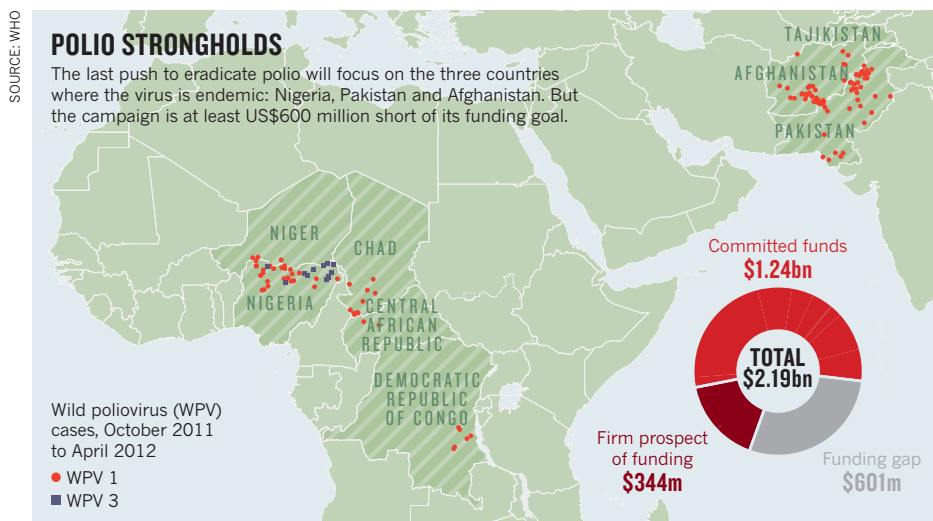 SOURCE: WHO
POLIO STRONGHOLDS
The last push to eradicate polio will focus on the three countries
where the virus is endemic: Nigeria, Pakistan and Afghanistan. But
the campaign is at least US$600 million short of its funding goal.
TAJIKISTAN
AFGHANISTAN
PAKISTAN
NIGER
CHAD
NIGERIA
CENTRAL
AFRICAN
REPUBLIC
DEMOCRATIC
REPUBLIC
OF CONGO
Wild poliovirus (WPV)
cases, October 2011
to April 2012
WPV 1
WPV 3
Committed funds
$1.24bn
TOTAL
$2.19bn
Firm prospect
of funding
$344m
Funding gap
$601m